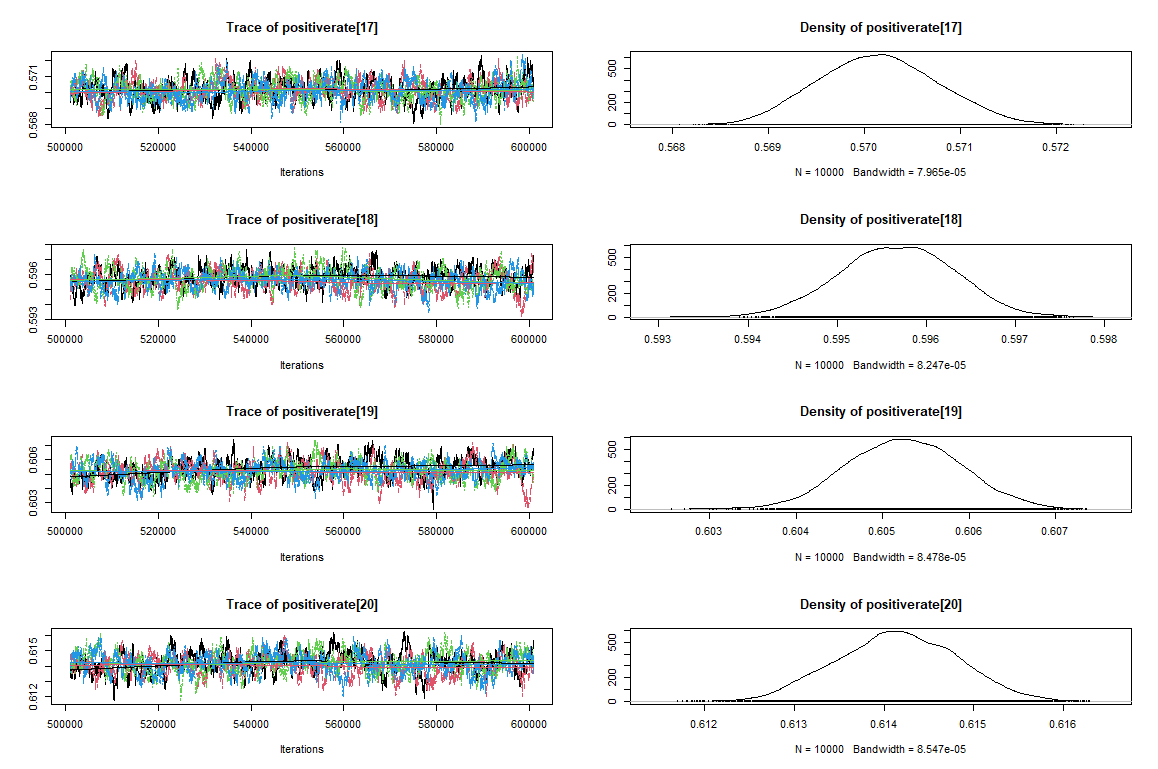 Trace of positiverate[17]
0.568 0.571
500000 520000 540000 560000 580000 600000
Iterations
Density of positiverate[17]
0 200 500
0.568 0.569 0.570 0.571 0.572
N = 10000 Bandwidth = 7.965e-05
Trace of positiverate[18]
0.593 0.596
500000 520000 540000 560000 580000 600000
Iterations
Density of positiverate[18]
0 200 500
0.593 0.594 0.595 0.596 0.597 0.598
N = 10000 Bandwidth = 8.247e-05
Trace of positiverate[19]
0.603 0.606
500000 520000 540000 560000 580000 600000
Iterations
Density of positiverate[19]
0 200 500
0.603 0.604 0.605 0.606 0.607
N = 10000 Bandwidth = 8.478e-05
Trace of positiverate[20]
0.612 0.615
500000 520000 540000 560000 580000 600000
Iterations
Density of positiverate[20]
0 200 500
0.612 0.613 0.614 0.615 0.616
N = 10000 Bandwidth = 8.547e-05